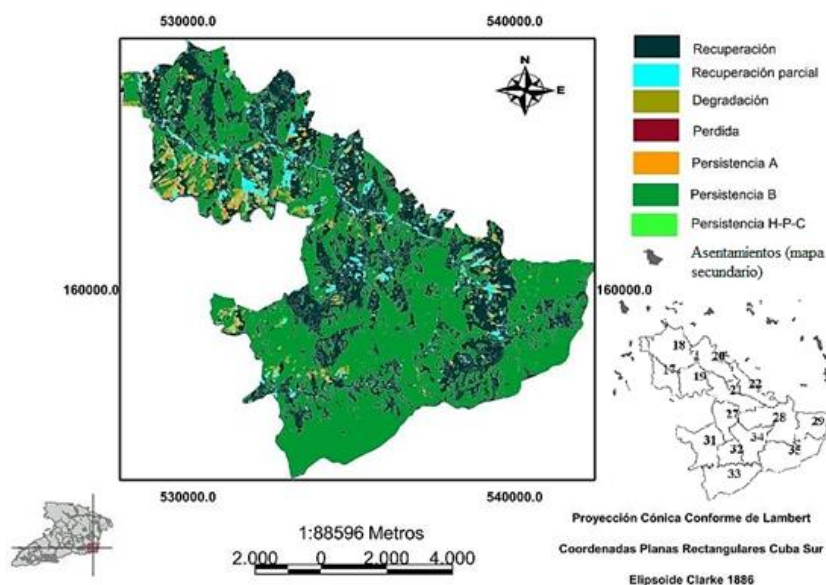 530000.0 540000.0
N
E
Recuperación
Recuperación parcial
Degradación
Perdida
Persistencia A
Persistencia B
Persistencia H-P-C
Asentamientos (mapa
secundario)
160000.0 160000.0
18
20
17
19
21
22
27
28
29
31
34
32
35
33
530000.0 540000.0
1:88596 Metros
2.000 0 2.000 4.000
Proyección Cónica Conforme de Lambert
Coordenadas Planas Rectangulares Cuba Sur
Elipsoide Clarke 1886